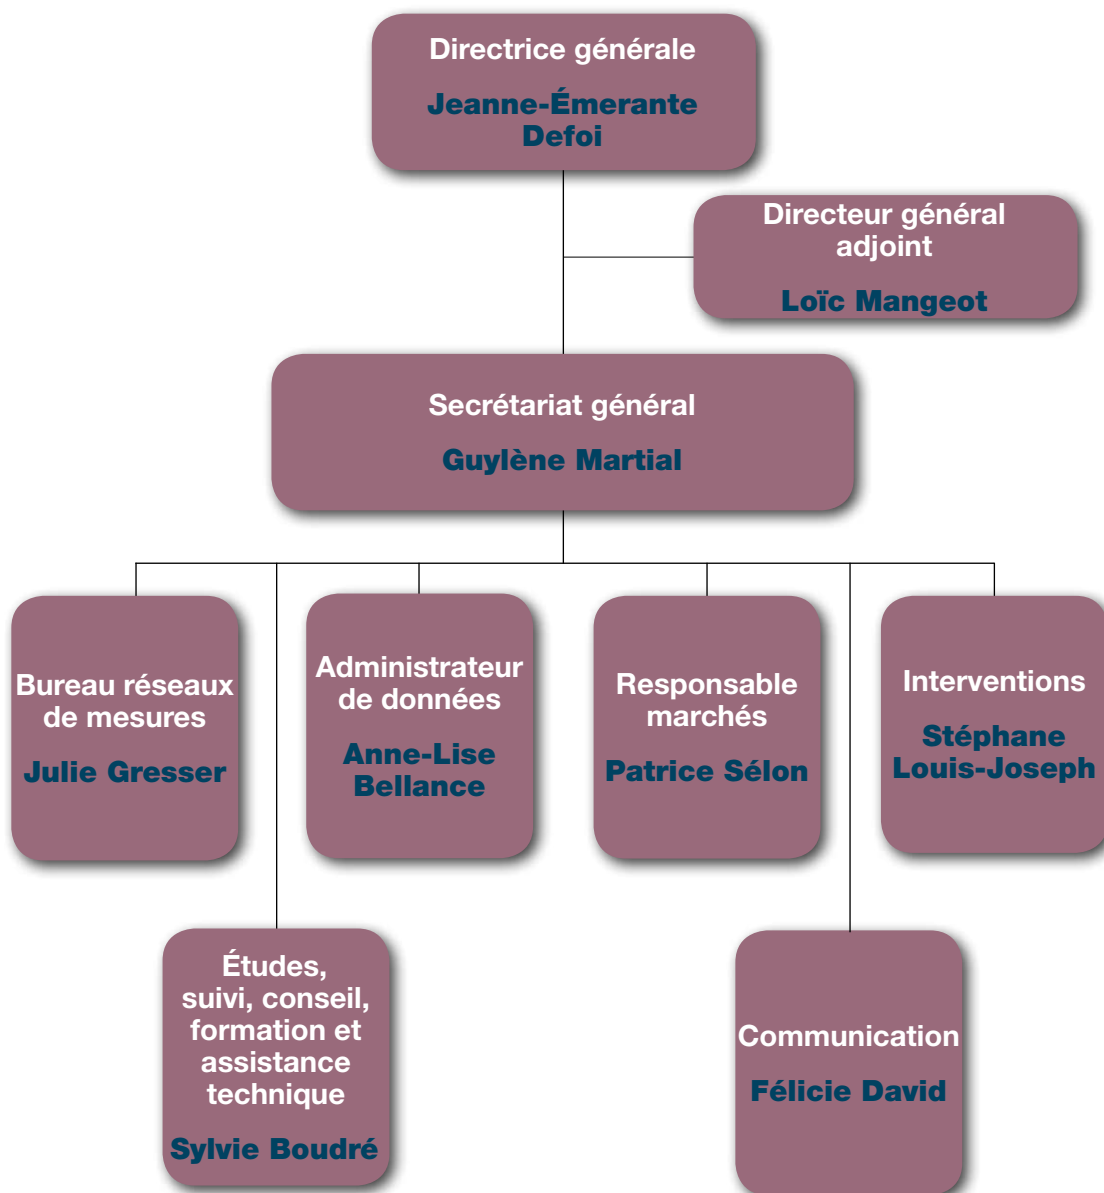 Directrice générale
Jeanne-Émerante
Defoi
Directeur général
adjoint
Loïc Mangeot
Secrétariat général
Guylène Martial
Bureau réseaux
de mesures
Julie Gresser
Administrateur
de données
Anne-Lise
Bellance
Responsable
marchés
Patrice Sélon
Interventions
Stéphane
Louis-Joseph
Études,
suivi, conseil,
formation et
assistance
technique
Sylvie Boudré
Communication
Félicie David